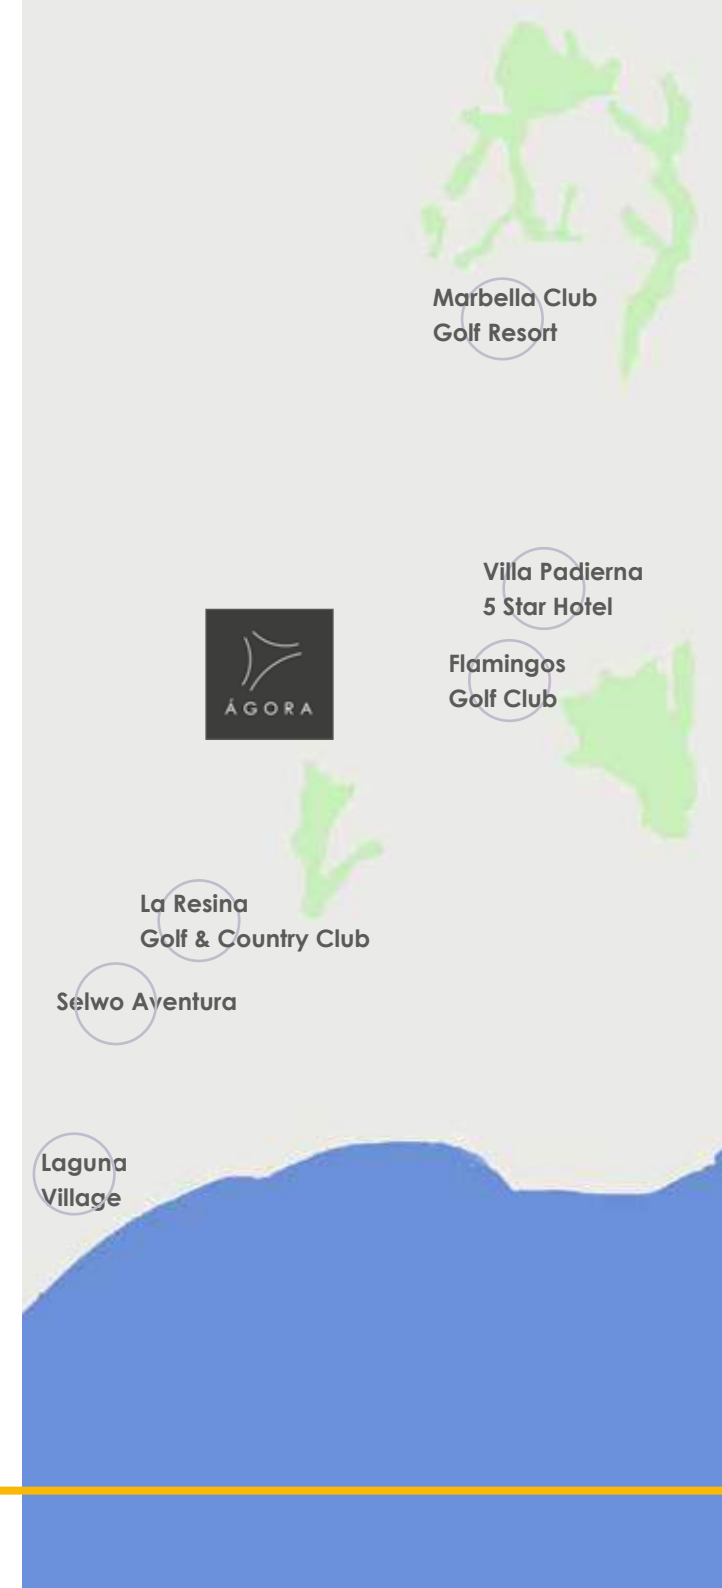 Marbella Club
Golf Resort
Villa Padierna
5 Star Hotel
Flamingos
Golf Club
ÁGORA
La Resina
Golf & Country Club
Selwo Aventura
Laguna
Village